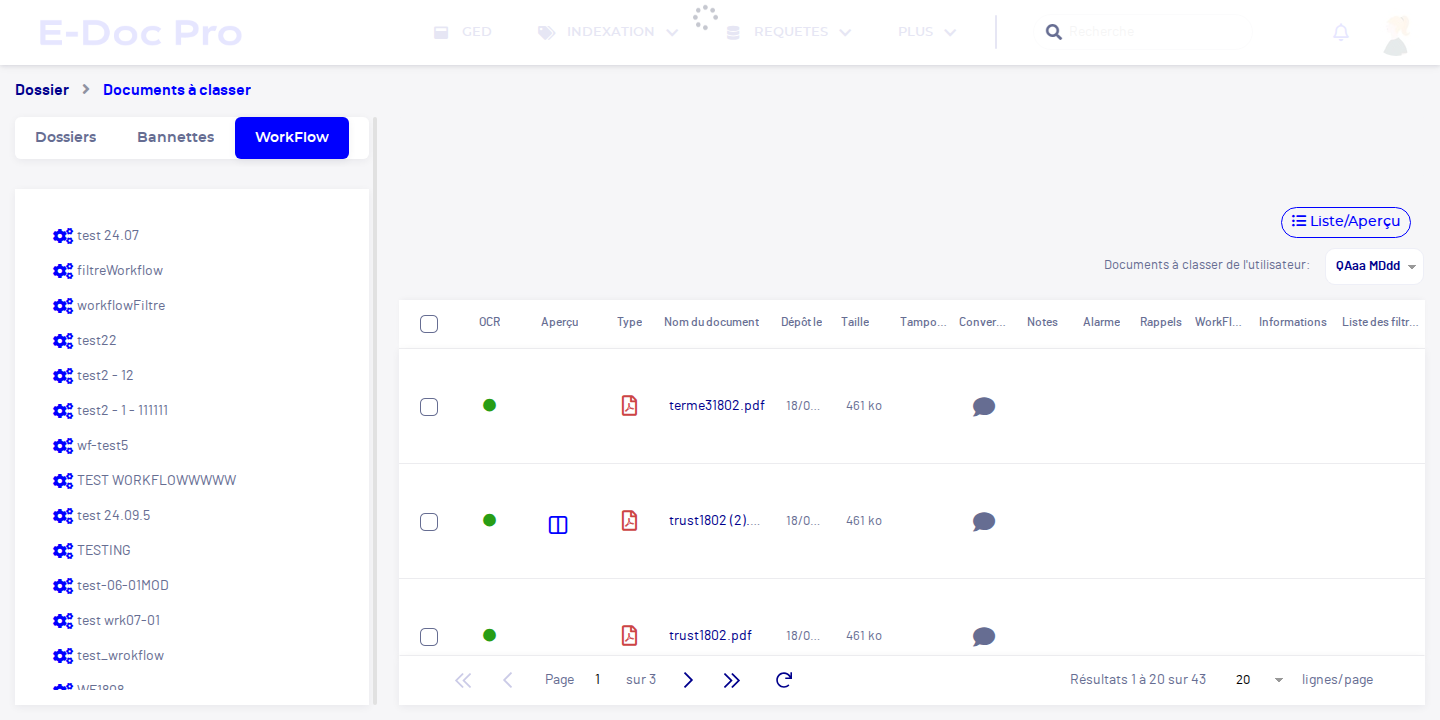 E-Doc Pro
GED
INDEXATION
REQUETES
PLUS
Recherche
Dossier
Documents à classer
Dossiers
Bannettes
WorkFlow
test 24.07
filtreWorkflow
workflowFiltre
test22
test2 - 12
test2 - 1 - 111111
wf-test5
TEST WORKFLOWWWWW
test 24.09.5
TESTING
test-06-01MOD
test wrk07-01
test_wrokflow
WF1808
Liste/Aperçu
Documents à classer de l'utilisateur:
QAaa MDdd
OCR
Aperçu
Type
Nom du document
Dépôt le
Taille
Tampo...
Conver...
Notes
Alarme
Rappels
WorkFl...
Informations
Liste des filtr...
terme31802.pdf
18/0...
461 ko
trust1802 (2)....
18/0...
461 ko
trust1802.pdf
18/0...
461 ko
Page
1
sur 3
Résultats 1 à 20 sur 43
20
lignes/page